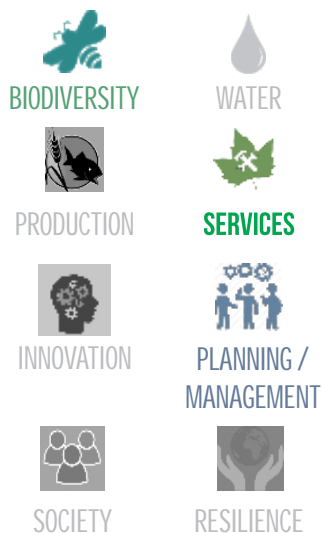 BIODIVERSITY
WATER
PRODUCTION
SERVICES
INNOVATION
PLANNING /
MANAGEMENT
SOCIETY
RESILIENCE